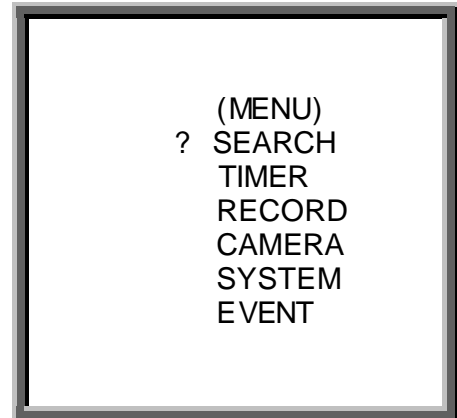 (MENU)
? SEARCH
TIMER
RECORD
CAMERA
SYSTEM
EVENT